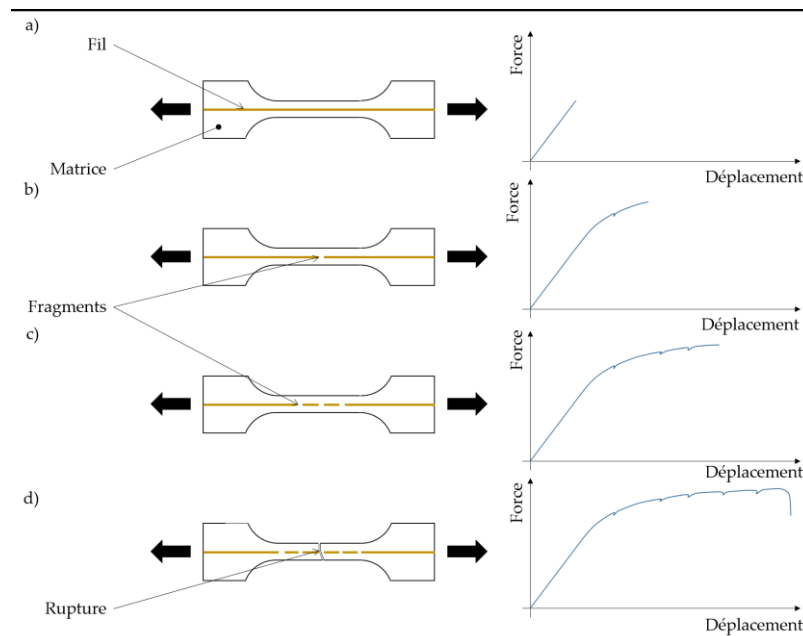 a)
Fil
Matrice
Force
Déplacement
b)
Fragments
Force
Déplacement
c)
Force
Déplacement
d)
Rupture
Force
Déplacement